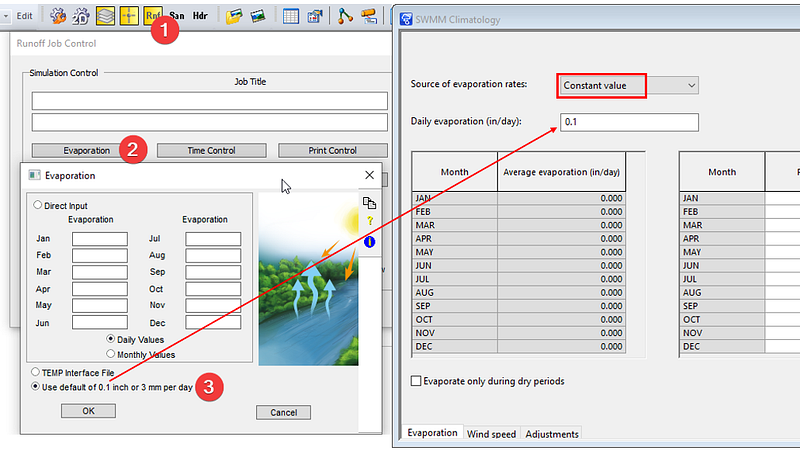 Edit
Rnf San Hdr
1
Runoff Job Control
Simulation Control
Job Title
Evaporation
2
Time Control
Print Control
Evaporation
Direct Input
Evaporation Evaporation
Jan Jul
Feb Aug
Mar Sep
Apr Oct
May Nov
Jun Dec
Daily Values
Monthly Values
TEMP Interface File
Use default of 0.1 inch or 3 mm per day
3
OK
Cancel
?
i
SWMM Climatology
Source of evaporation rates: Constant value
Daily evaporation (in/day): 0.1
Month Average evaporation (in/day)
JAN 0.000
FEB 0.000
MAR 0.000
APR 0.000
MAY 0.000
JUN 0.000
JUL 0.000
AUG 0.000
SEP 0.000
OCT 0.000
NOV 0.000
DEC 0.000
Month
JAN
FEB
MAR
APR
MAY
JUN
JUL
AUG
SEP
OCT
NOV
DEC
Evaporate only during dry periods
Evaporation Wind speed Adjustments